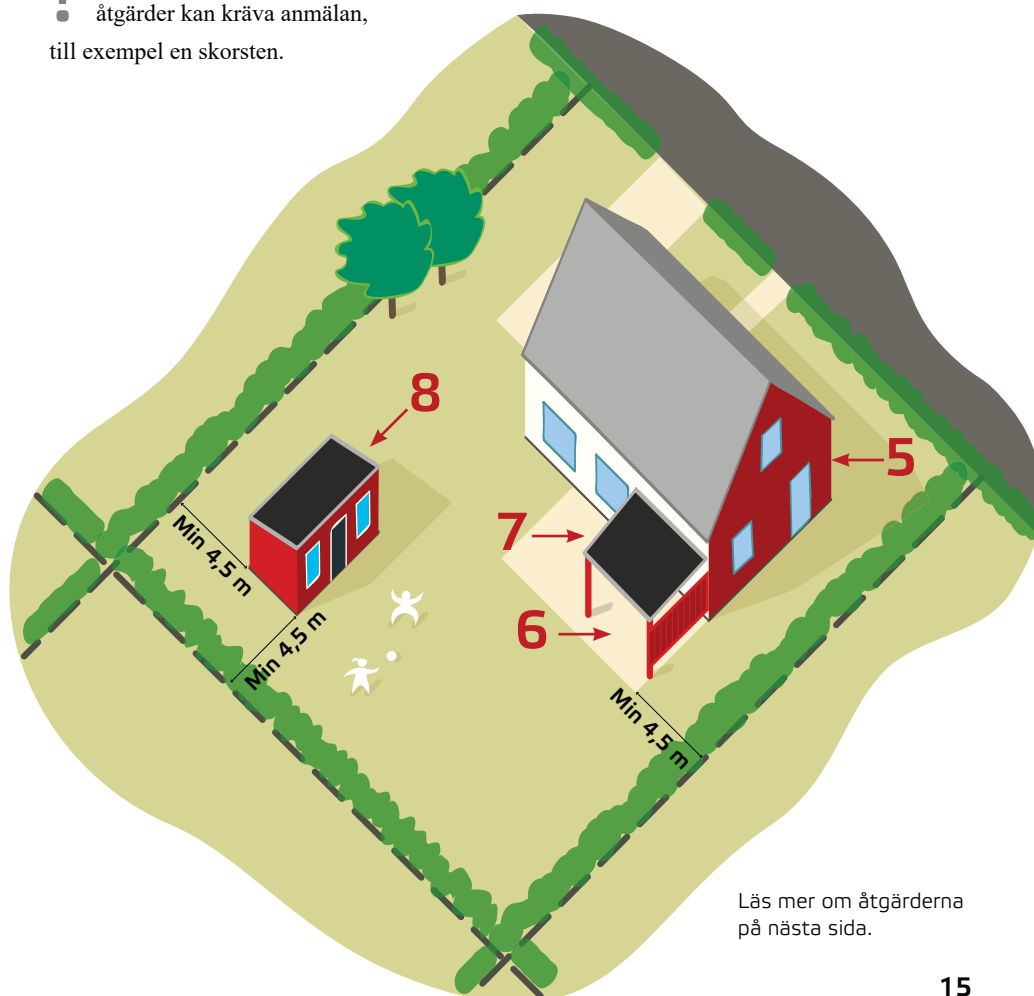 åtgärder kan kräva anmälan,
till exempel en skorsten.
8
5
7
6
Min 4,5 m
Min 4,5 m
Min 4,5 m
Läs mer om åtgärderna
på nästa sida.
15